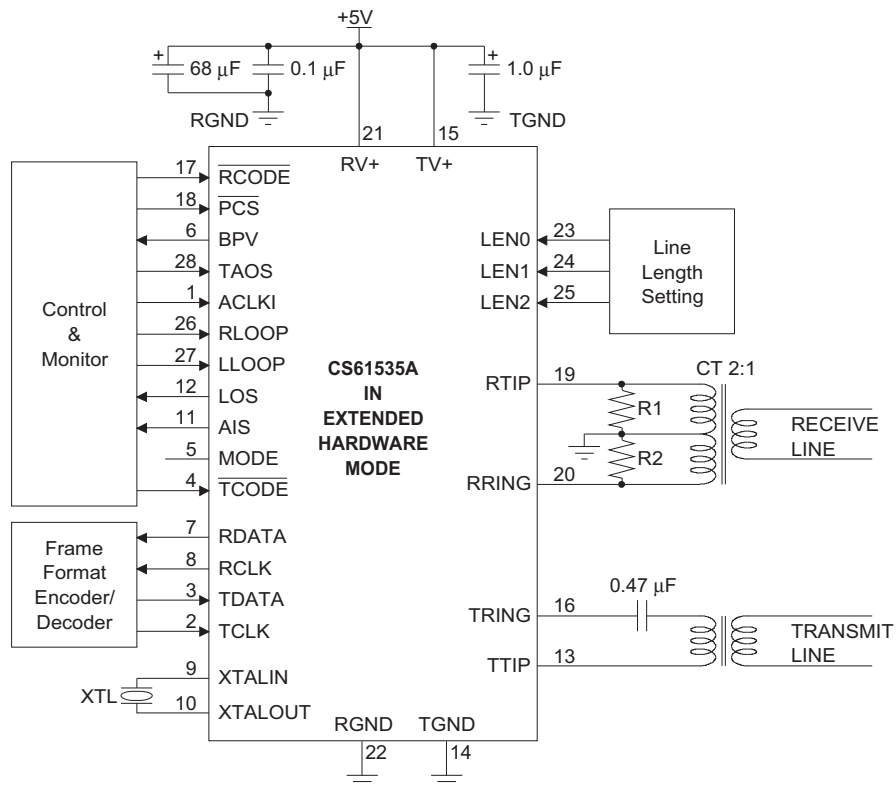 +5V
+
68 μF
0.1 μF
+
1.0 μF
RGND
TGND
21
15
RV+
TV+
Control
&
Monitor
17
RCODE
18
PCS
6
BPV
28
TAOS
1
ACLKI
26
RLOOP
27
LLOOP
12
LOS
11
AIS
5
MODE
4
TCODE
Frame
Format
Encoder/
Decoder
7
RDATA
8
RCLK
3
TDATA
2
TCLK
XTL
9
XTALIN
10
XTALOUT
CS61535A
IN
EXTENDED
HARDWARE
MODE
LEN0
23
LEN1
24
LEN2
25
Line
Length
Setting
RTIP
19
R1
R2
RRING
20
CT 2:1
RECEIVE
LINE
TRING
16
0.47 μF
TTIP
13
TRANSMIT
LINE
RGND
TGND
22
14